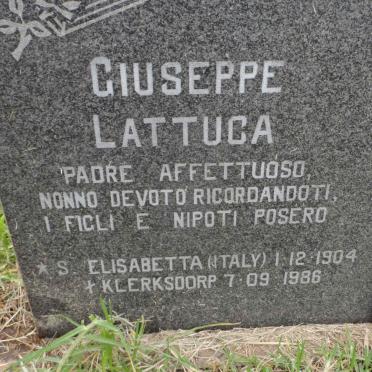 GIUSEPPE
LATTUCA
PADRE AFFETTUOSO,
NONNO DEVOTO RICORDANDOTI,
I FIGLI E NIPOTI POSERO
* S. ELISABETTA (ITALY) 1·12·1904
† KLERKSDORP 7·09·1986